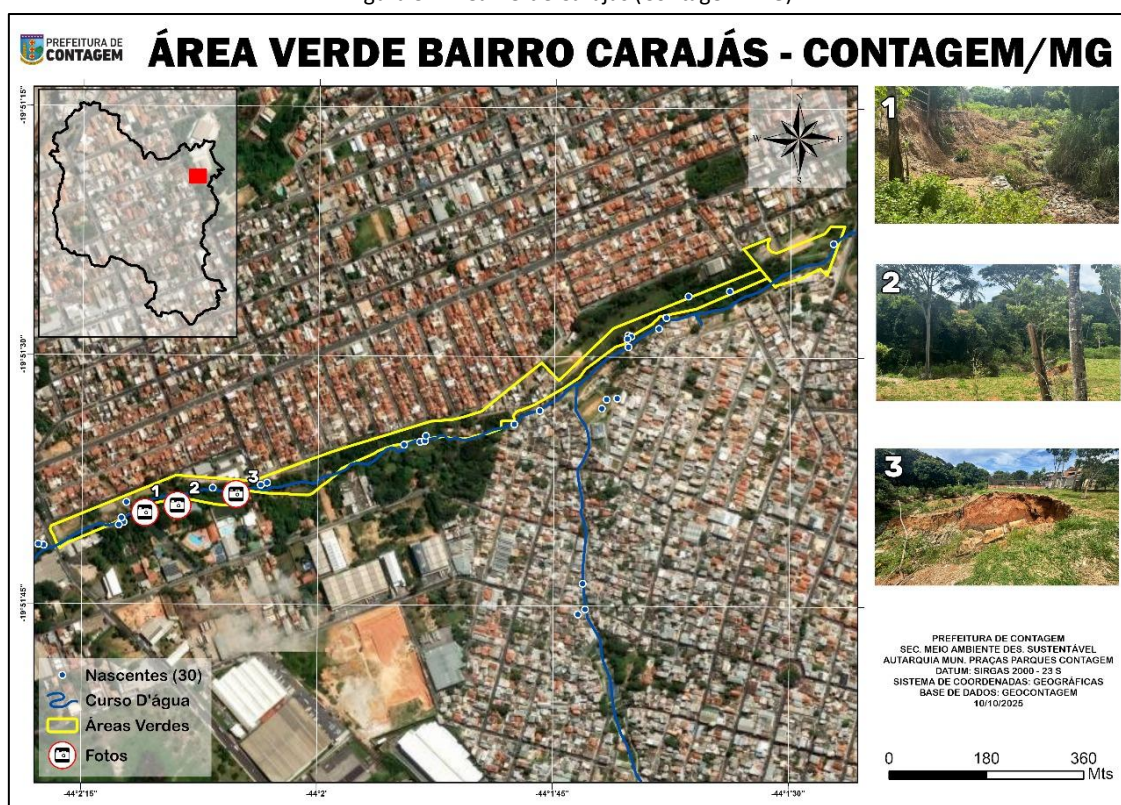 PREFEITURA DE
CONTAGEM
ÁREA VERDE BAIRRO CARAJÁS - CONTAGEM/MG
-19°51'15"
-19°51'30"
-19°51'45"
N
W
E
S
1
2
3
Nascentes (30)
Curso D'água
Áreas Verdes
Fotos
-44°2'15"
-44°2'
-44°1'45"
-44°1'30"
1
2
3
PREFEITURA DE CONTAGEM
SEC. MEIO AMBIENTE DES. SUSTENTÁVEL
AUTARQUIA MUN. PRAÇAS PARQUES CONTAGEM
DATUM: SIRGAS 2000 - 23 S
SISTEMA DE COORDENADAS: GEOGRÁFICAS
BASE DE DADOS: GEOCONTAGEM
10/10/2025
0 180 360
Mts